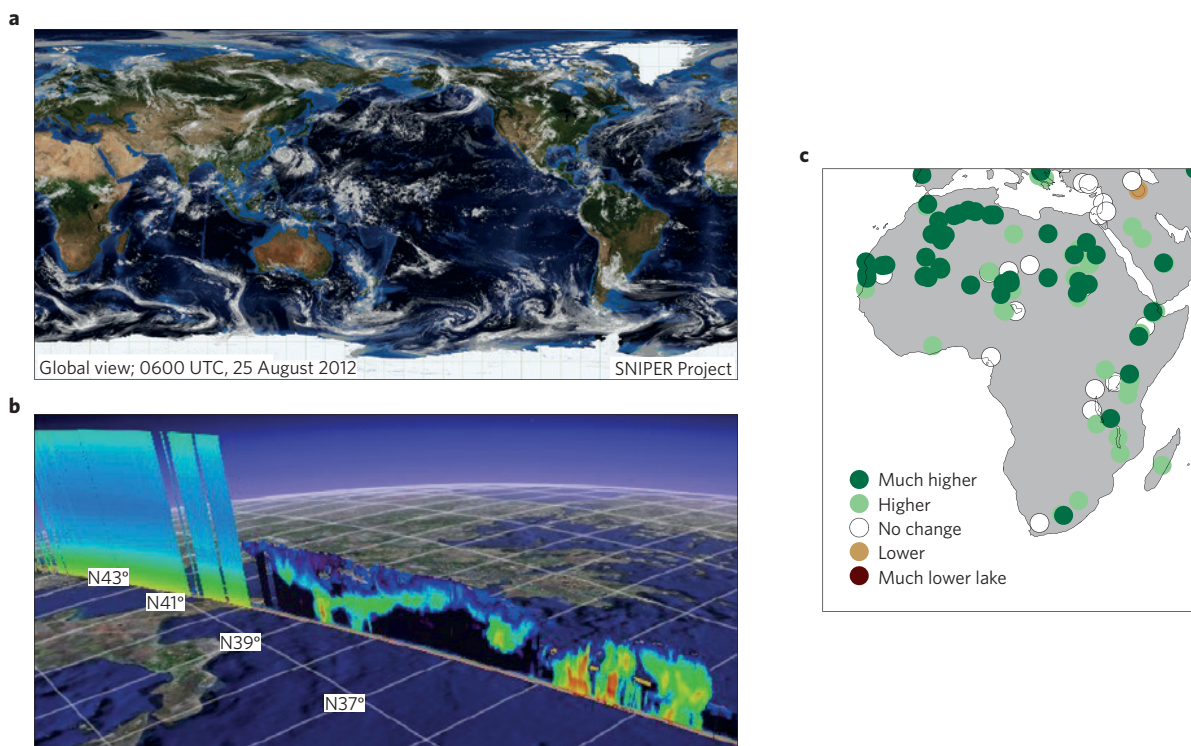 a
Global view; 0600 UTC, 25 August 2012
SNIPER Project
b
N43°
N41°
N39°
N37°
c
Much higher
Higher
No change
Lower
Much lower lake